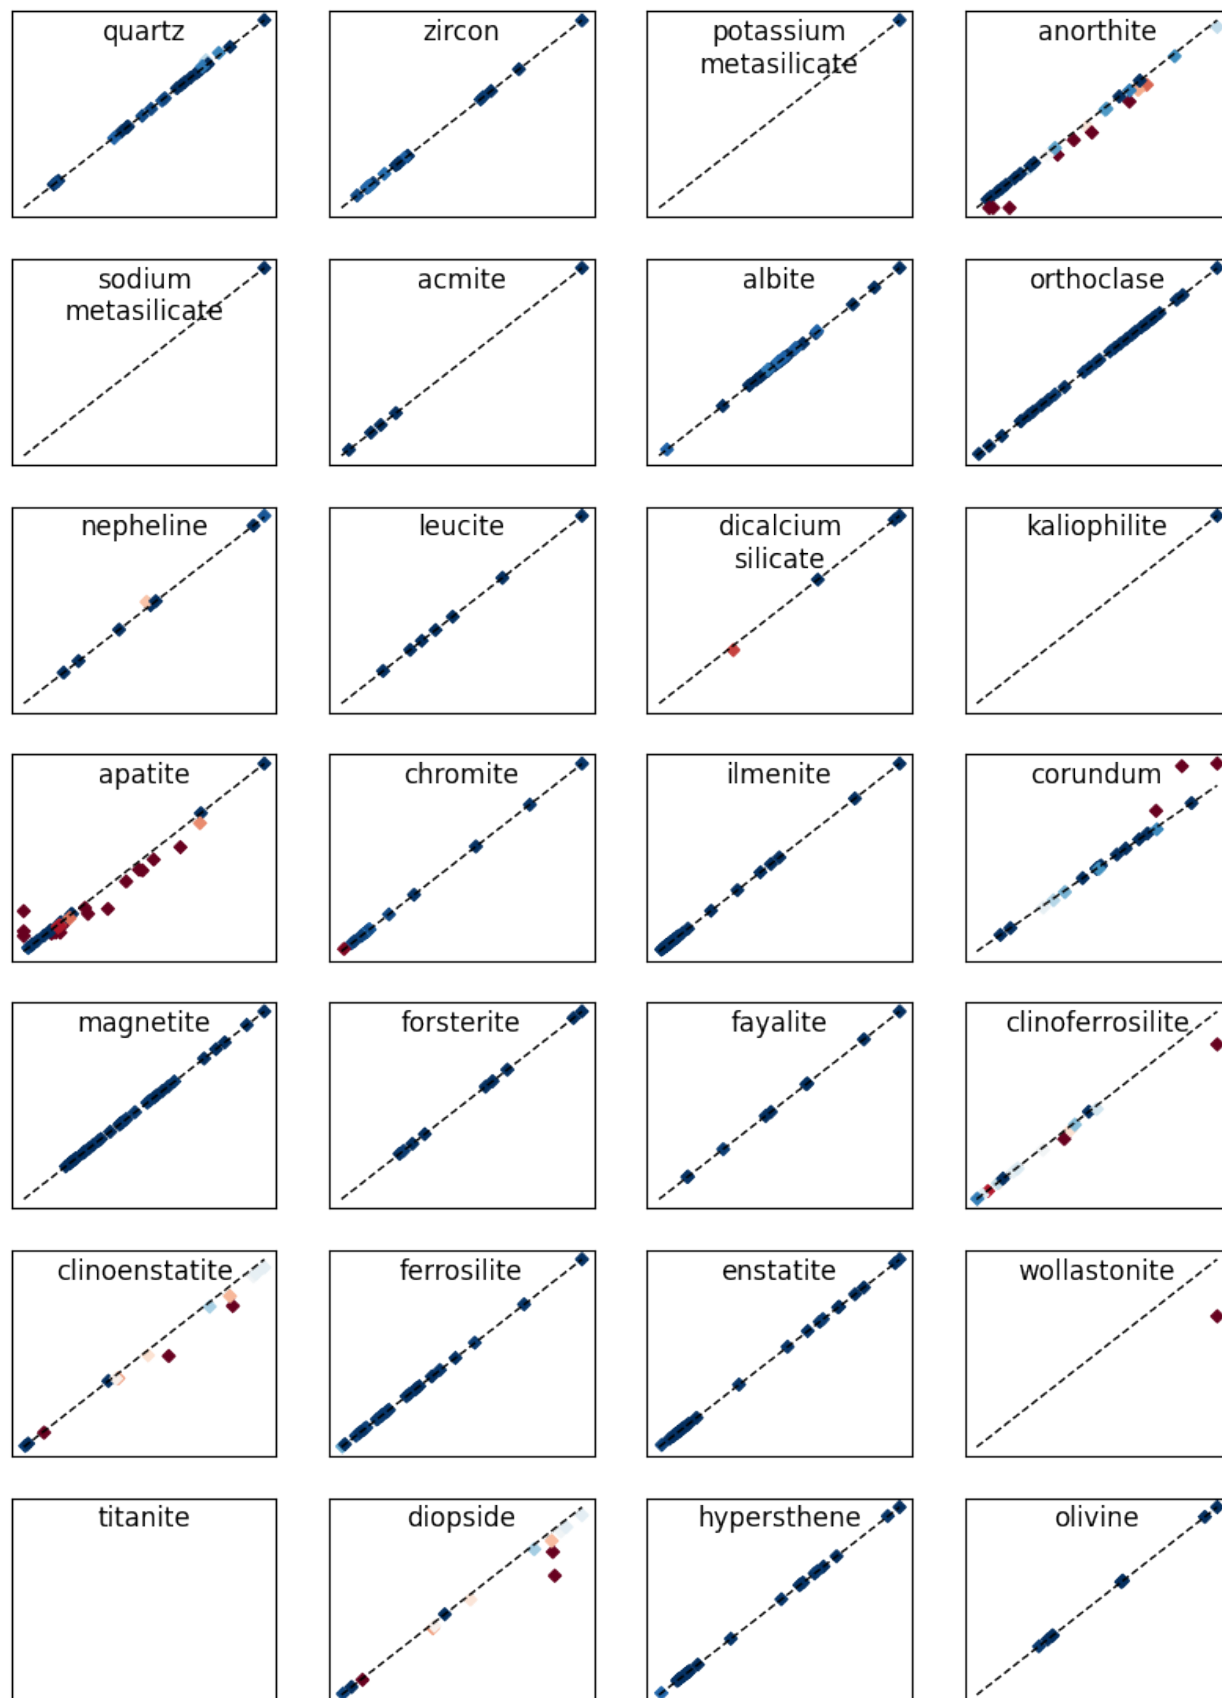 quartz
zircon
potassium
metasilicate
anorthite
sodium
metasilicate
acmite
albite
orthoclase
nepheline
leucite
dicalcium
silicate
kaliophilite
apatite
chromite
ilmenite
corundum
magnetite
forsterite
fayalite
clinoferrosilite
clinoenstatite
ferrosilite
enstatite
wollastonite
titanite
diopside
hypersthene
olivine